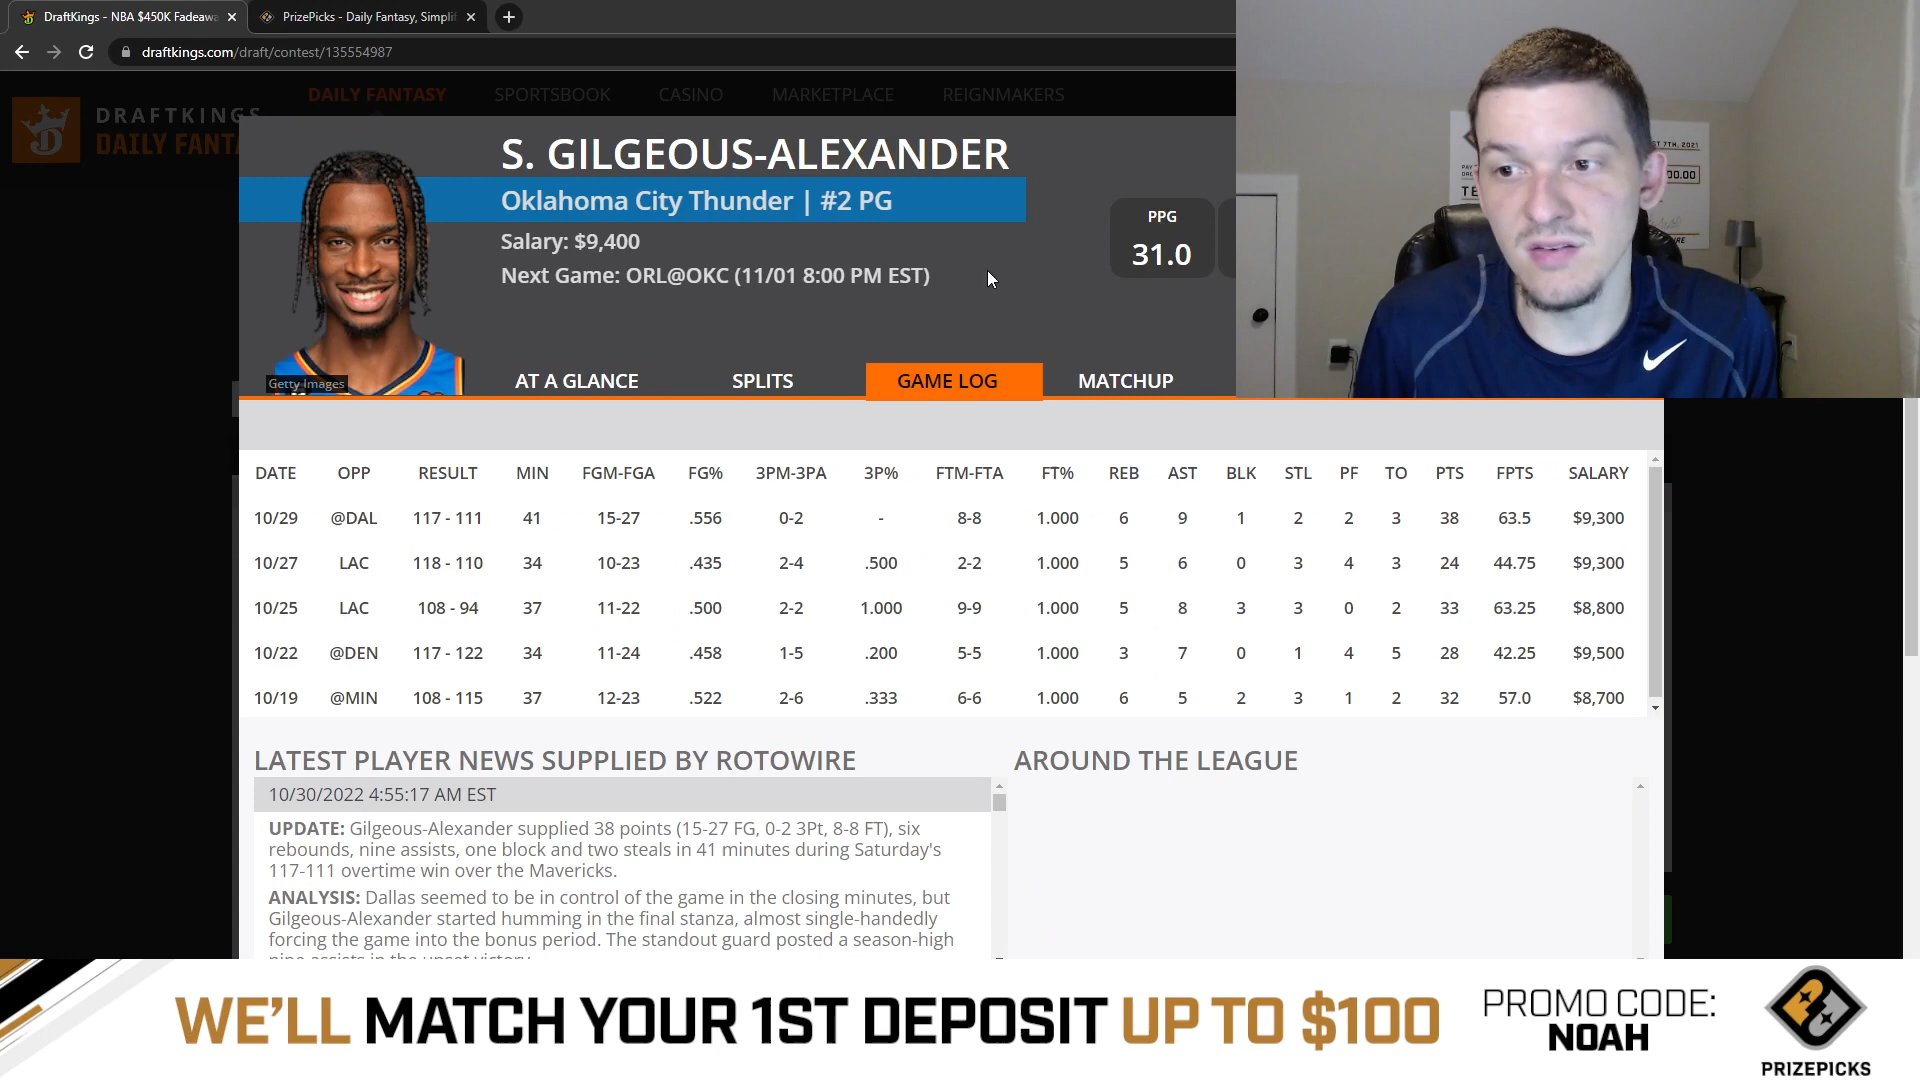 DraftKings - NBA $450K Fadeawa
PrizePicks - Daily Fantasy, Simplif
draftkings.com/draft/contest/135554987
DAILY FANTASY SPORTSBOOK CASINO MARKETPLACE REIGNMAKERS
DRAFTKINGS
DAILY FANTA
S. GILGEOUS-ALEXANDER
Oklahoma City Thunder | #2 PG
Salary: $9,400
Next Game: ORL@OKC (11/01 8:00 PM EST)
PPG
31.0
Getty Images
AT A GLANCE SPLITS GAME LOG MATCHUP
DATE OPP RESULT MIN FGM-FGA FG% 3PM-3PA 3P% FTM-FTA FT% REB AST BLK STL PF TO PTS FPTS SALARY
10/29 @DAL 117 - 111 41 15-27 .556 0-2 - 8-8 1.000 6 9 1 2 2 3 38 63.5 $9,300
10/27 LAC 118 - 110 34 10-23 .435 2-4 .500 2-2 1.000 5 6 0 3 4 3 24 44.75 $9,300
10/25 LAC 108 - 94 37 11-22 .500 2-2 1.000 9-9 1.000 5 8 3 3 0 2 33 63.25 $8,800
10/22 @DEN 117 - 122 34 11-24 .458 1-5 .200 5-5 1.000 3 7 0 1 4 5 28 42.25 $9,500
10/19 @MIN 108 - 115 37 12-23 .522 2-6 .333 6-6 1.000 6 5 2 3 1 2 32 57.0 $8,700
LATEST PLAYER NEWS SUPPLIED BY ROTOWIRE
AROUND THE LEAGUE
10/30/2022 4:55:17 AM EST
UPDATE: Gilgeous-Alexander supplied 38 points (15-27 FG, 0-2 3Pt, 8-8 FT), six
rebounds, nine assists, one block and two steals in 41 minutes during Saturday's
117-111 overtime win over the Mavericks.
ANALYSIS: Dallas seemed to be in control of the game in the closing minutes, but
Gilgeous-Alexander started humming in the final stanza, almost single-handedly
forcing the game into the bonus period. The standout guard posted a season-high
nine assists in the upset victory.
WE'LL MATCH YOUR 1ST DEPOSIT UP TO $100
PROMO CODE:
NOAH
PRIZEPICKS